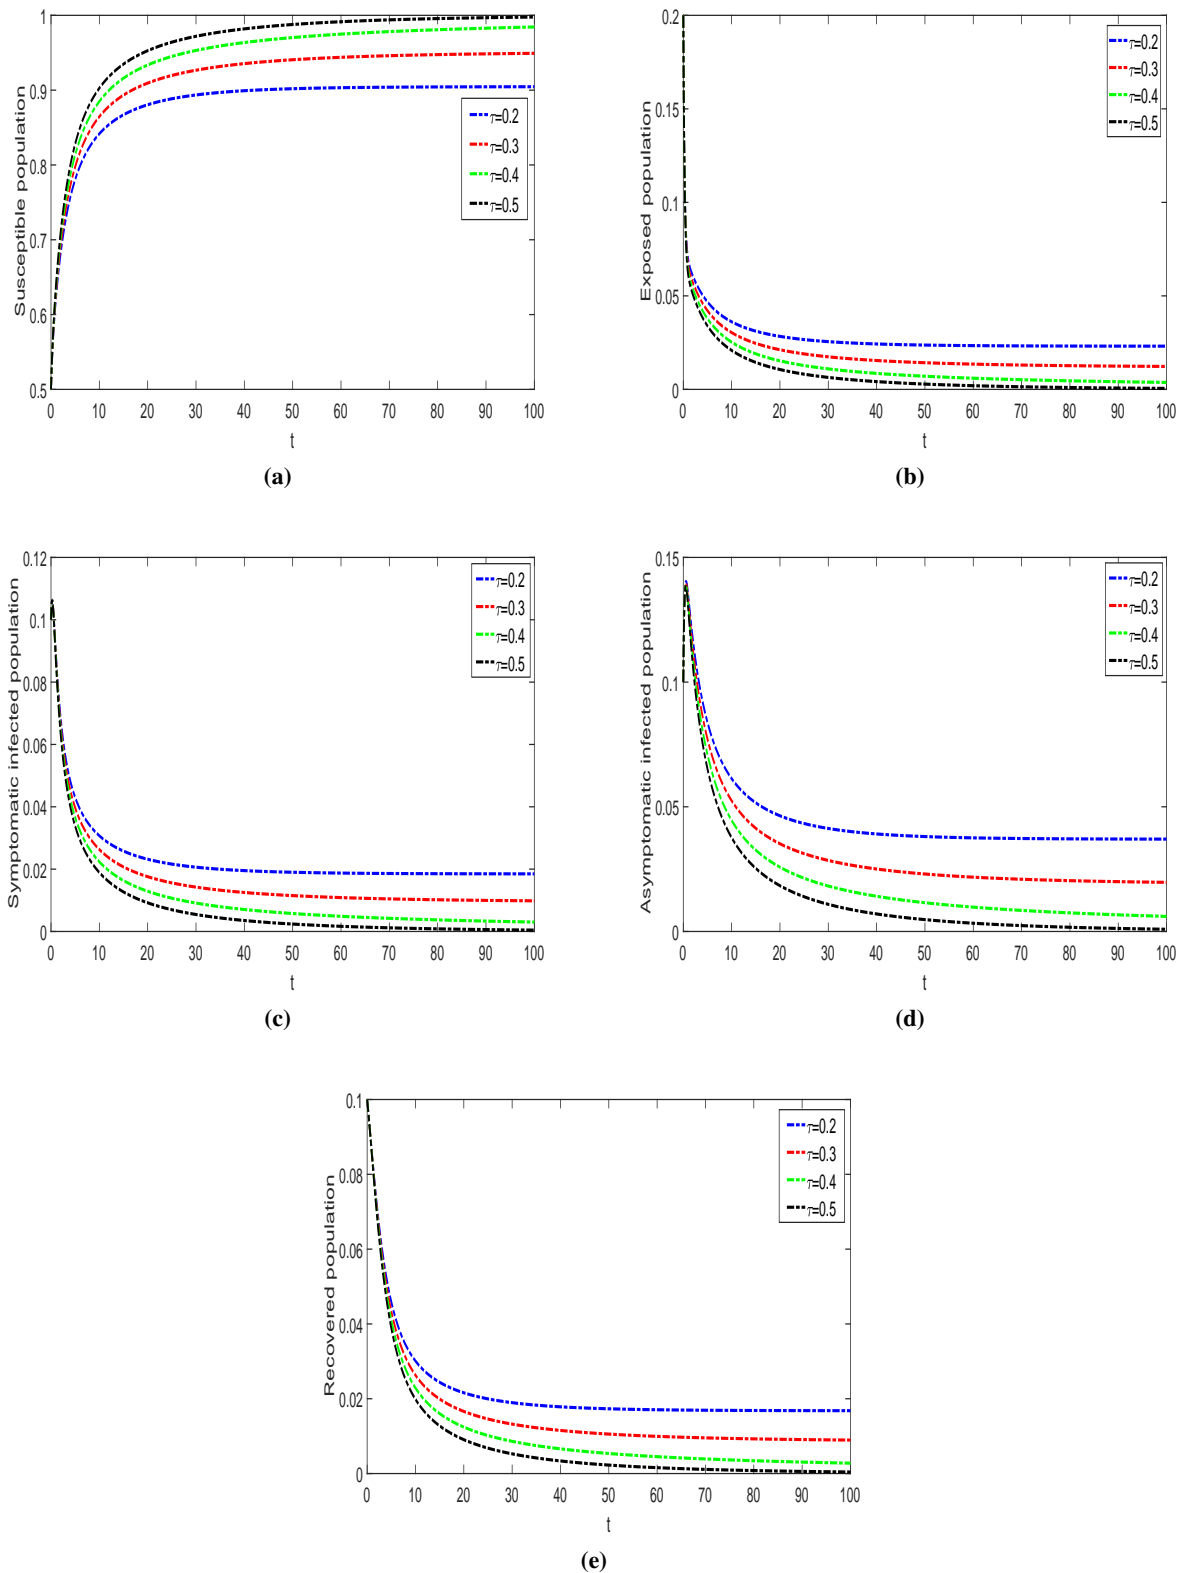 Susceptible population
1
0.9
0.8
0.7
0.6
0.5
0 10 20 30 40 50 60 70 80 90 100
t
τ=0.2
τ=0.3
τ=0.4
τ=0.5
(a)
Exposed population
0.2
0.15
0.1
0.05
0
0 10 20 30 40 50 60 70 80 90 100
t
τ=0.2
τ=0.3
τ=0.4
τ=0.5
(b)
Symptomatic infected population
0.12
0.1
0.08
0.06
0.04
0.02
0
0 10 20 30 40 50 60 70 80 90 100
t
τ=0.2
τ=0.3
τ=0.4
τ=0.5
(c)
Asymptomatic infected population
0.15
0.1
0.05
0
0 10 20 30 40 50 60 70 80 90 100
t
τ=0.2
τ=0.3
τ=0.4
τ=0.5
(d)
Recovered population
0.1
0.08
0.06
0.04
0.02
0
0 10 20 30 40 50 60 70 80 90 100
t
τ=0.2
τ=0.3
τ=0.4
τ=0.5
(e)